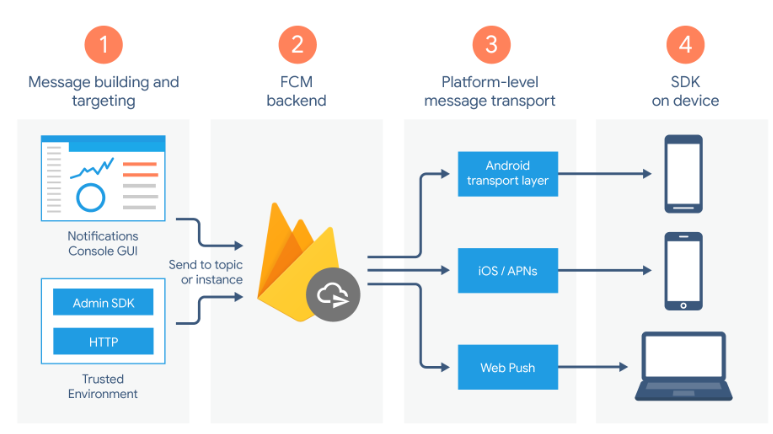 1
Message building and
targeting
2
FCM
backend
3
Platform-level
message transport
4
SDK
on device
Notifications
Console GUI
Admin SDK
HTTP
Trusted
Environment
Send to topic
or instance
Android
transport layer
iOS / APNs
Web Push